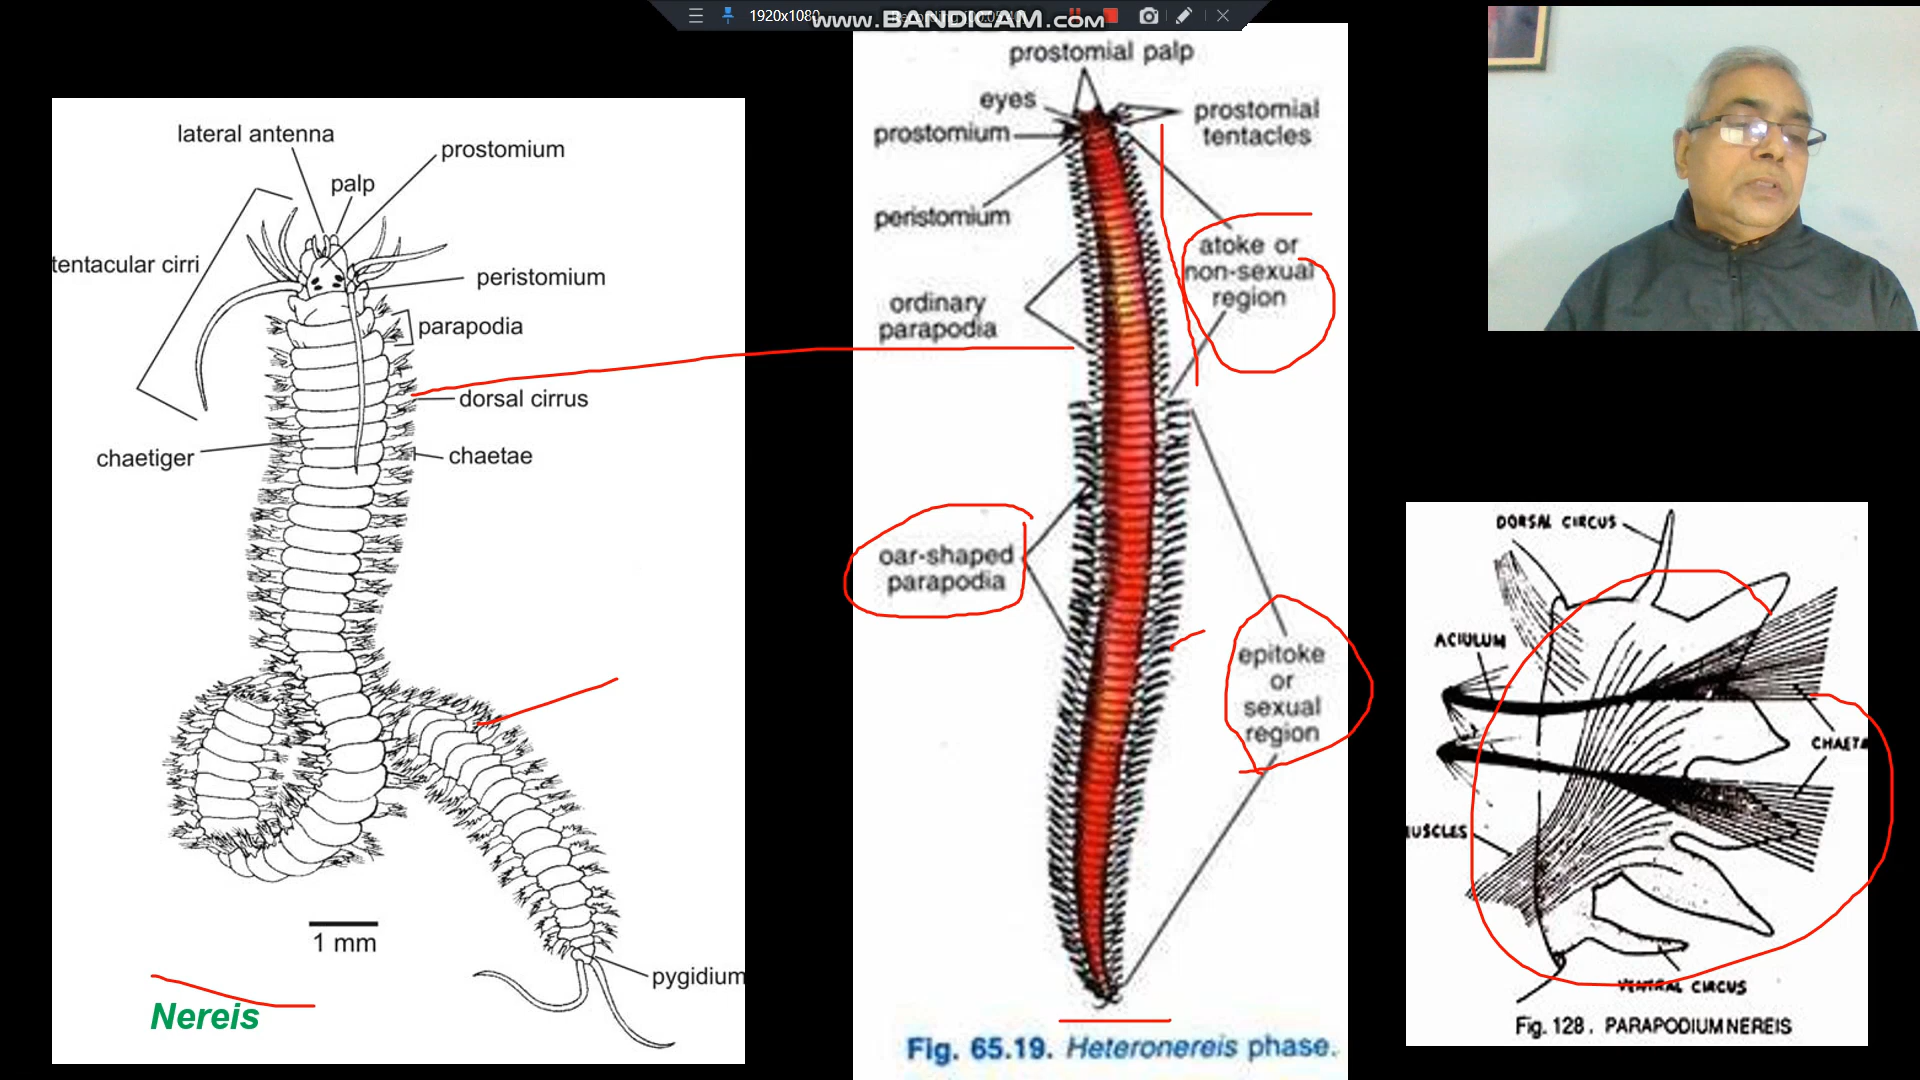 1920x1080
www.BANDICAM.com
lateral antenna
prostomium
palp
tentacular cirri
peristomium
parapodia
dorsal cirrus
chaetiger
chaetae
1 mm
pygidium
Nereis
prostomial palp
eyes
prostomial
tentacles
prostomium
peristomium
atoke or
non-sexual
region
ordinary
parapodia
oar-shaped
parapodia
epitoke
or
sexual
region
Fig. 65.19. Heteronereis phase.
DORSAL CIRCUS
ACIULUM
CHAETA
MUSCLES
VENTRAL CIRCUS
Fig. 128. PARAPODIUM NEREIS